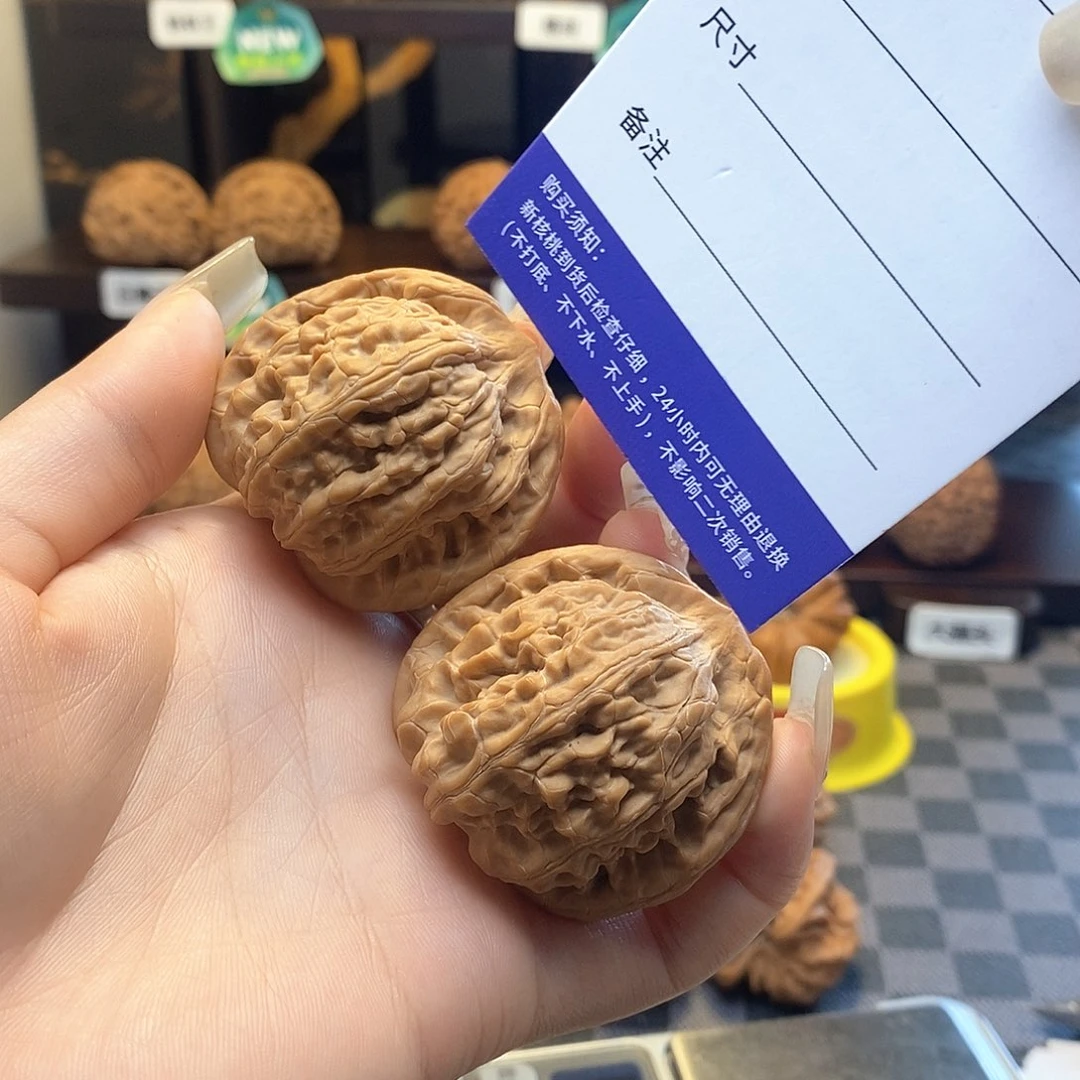 NEW
尺寸
备注
购买须知：
新核桃到货后检查仔细，24小时内可无理由退换
(不打底、不下水、不上手)，不影响二次销售。